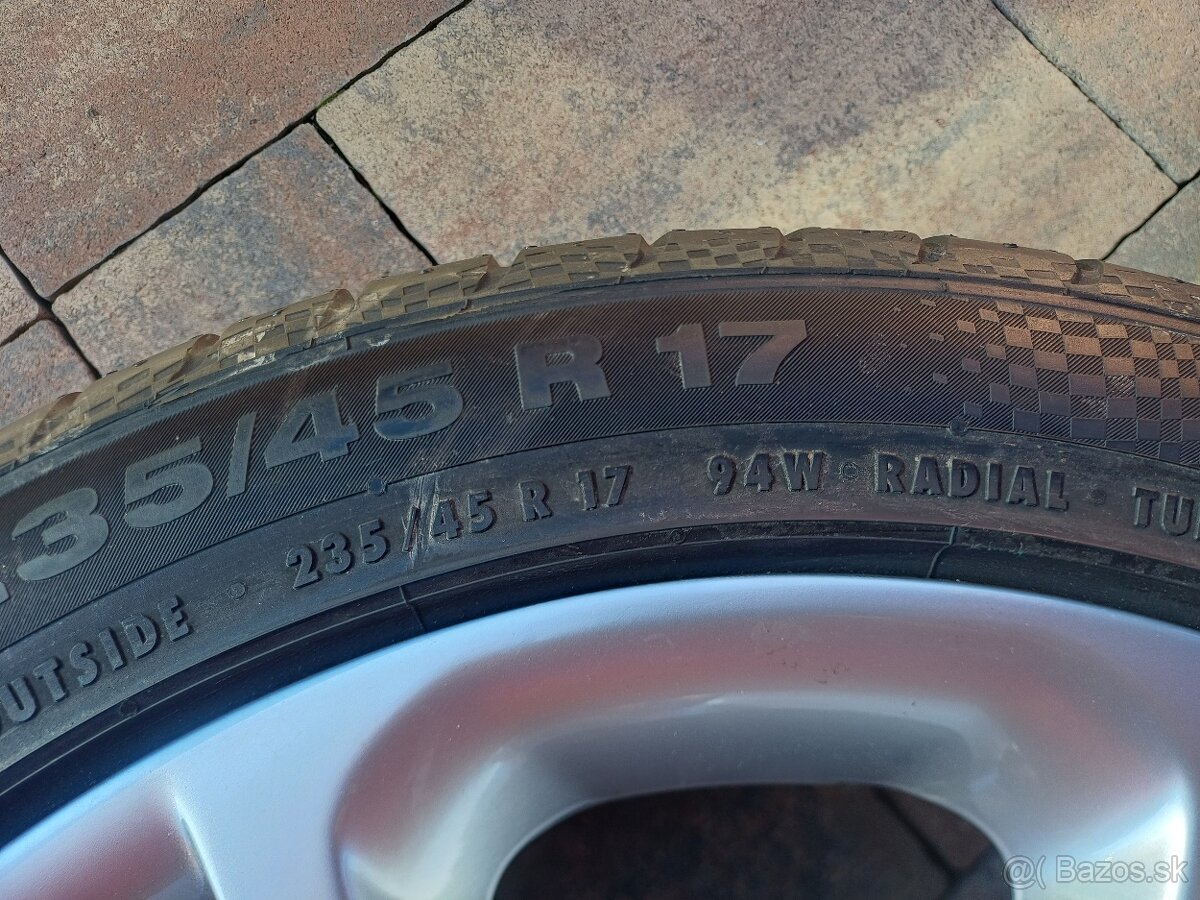 235/45 R 17
OUTSIDE 235/45 R 17 94W RADIAL
@( Bazos.sk